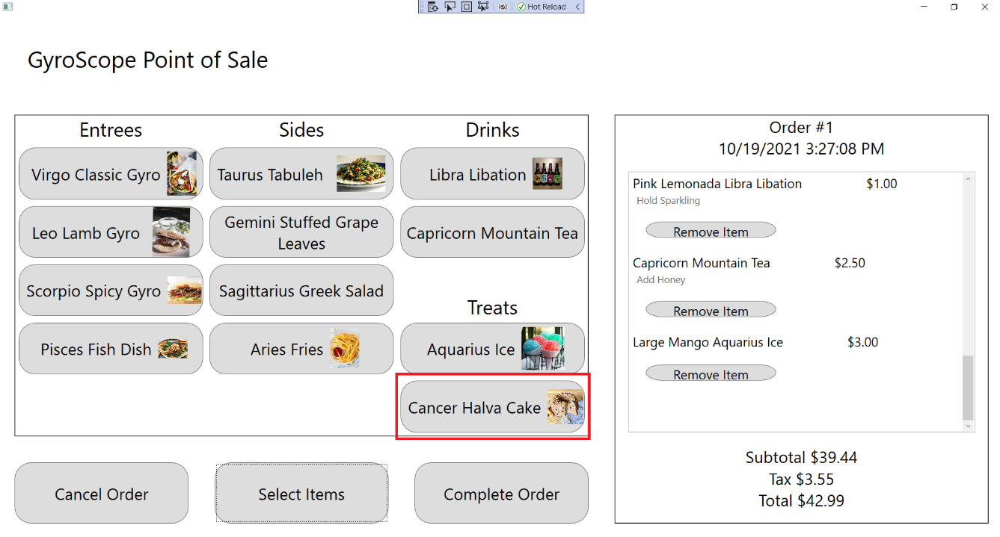 Hot Reload
GyroScope Point of Sale
Entrees
Virgo Classic Gyro
Leo Lamb Gyro
Scorpio Spicy Gyro
Pisces Fish Dish
Sides
Taurus Tabuleh
Gemini Stuffed Grape
Leaves
Sagittarius Greek Salad
Aries Fries
Drinks
Libra Libation
Capricorn Mountain Tea
Treats
Aquarius Ice
Cancer Halva Cake
Cancel Order
Select Items
Complete Order
Order #1
10/19/2021 3:27:08 PM
Pink Lemonada Libra Libation $1.00
Hold Sparkling
Remove Item
Capricorn Mountain Tea $2.50
Add Honey
Remove Item
Large Mango Aquarius Ice $3.00
Remove Item
Subtotal $39.44
Tax $3.55
Total $42.99